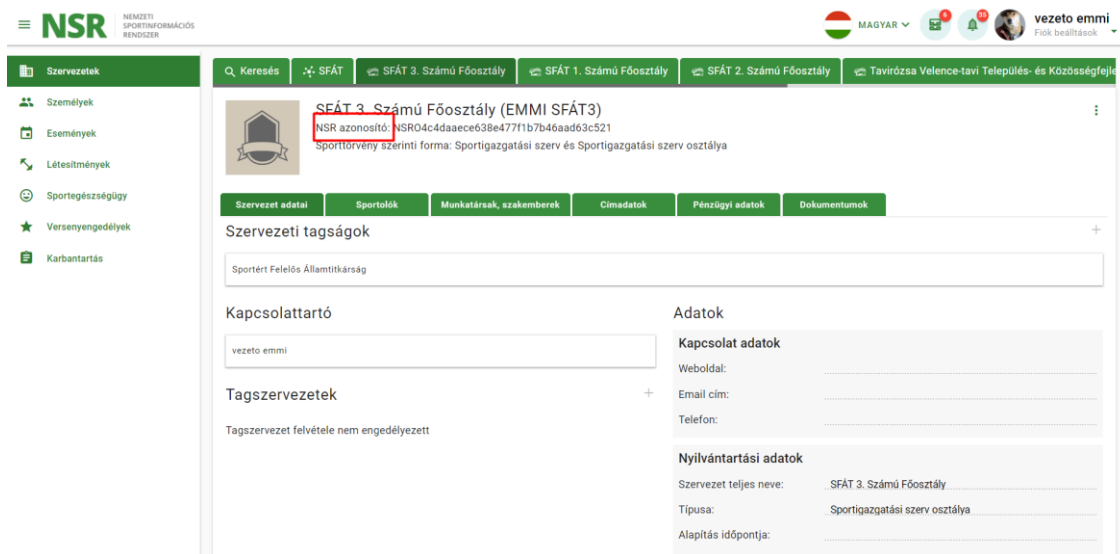 NSR
NEMZETI
SPORTINFORMÁCIÓS
RENDSZER
MAGYAR
6
35
vezeto emmi
Fiók beállítások
Szervezetek
Személyek
Események
Létesítmények
Sportegészségügy
Versenyengedélyek
Karbantartás
Keresés
SFÁT
SFÁT 3. Számú Főosztály
SFÁT 1. Számú Főosztály
SFÁT 2. Számú Főosztály
Tavirózsa Velence-tavi Település- és Közösségfejle
SFÁT 3. Számú Főosztály (EMMI SFÁT3)
NSR azonosító: NSRO4c4daaece638e477f1b7b46aad63c521
Sporttörvény szerinti forma: Sportigazgatási szerv és Sportigazgatási szerv osztálya
Szervezet adatai
Sportolók
Munkatársak, szakemberek
Címadatok
Pénzügyi adatok
Dokumentumok
Szervezeti tagságok
Sportért Felelős Államtitkárság
Kapcsolattartó
vezeto emmi
Tagszervezetek
Tagszervezet felvétele nem engedélyezett
Adatok
Kapcsolat adatok
Weboldal:
Email cím:
Telefon:
Nyilvántartási adatok
Szervezet teljes neve: SFÁT 3. Számú Főosztály
Típusa: Sportigazgatási szerv osztálya
Alapítás időpontja: